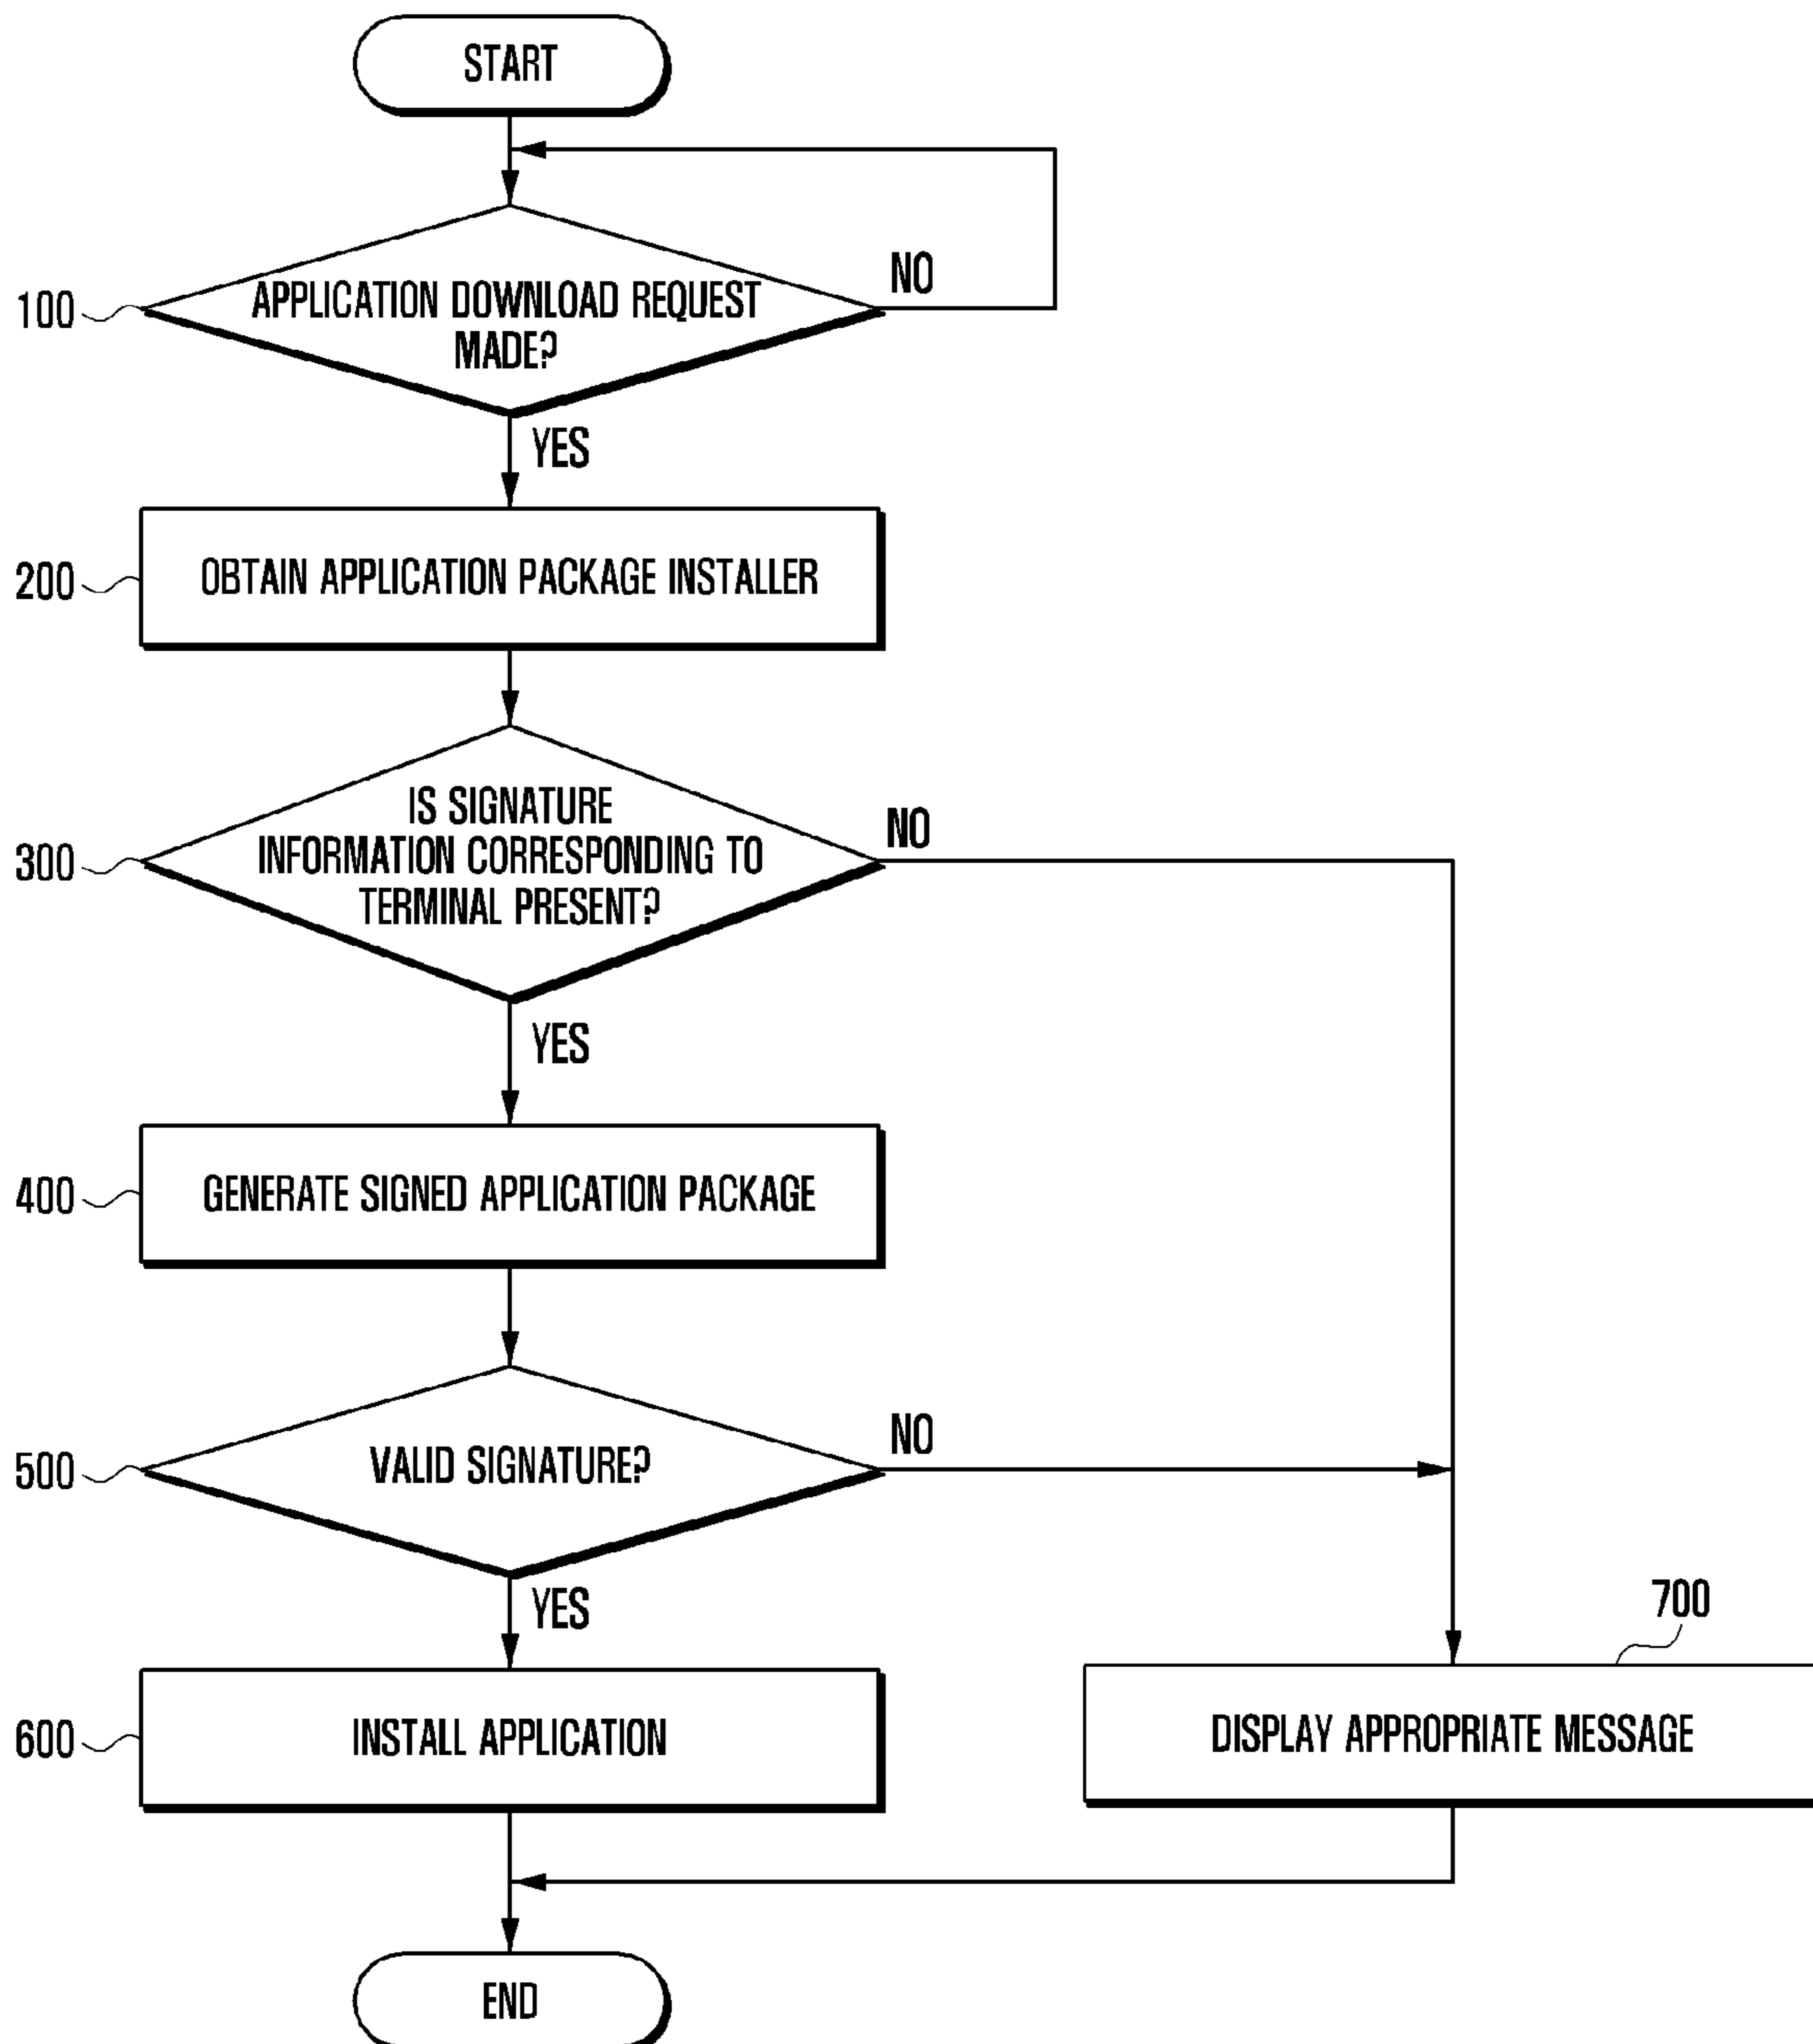 START
NO
100
APPLICATION DOWNLOAD REQUEST
MADE?
YES
200
OBTAIN APPLICATION PACKAGE INSTALLER
300
IS SIGNATURE
INFORMATION CORRESPONDING TO
TERMINAL PRESENT?
NO
YES
400
GENERATE SIGNED APPLICATION PACKAGE
500
VALID SIGNATURE?
NO
YES
700
600
INSTALL APPLICATION
DISPLAY APPROPRIATE MESSAGE
END